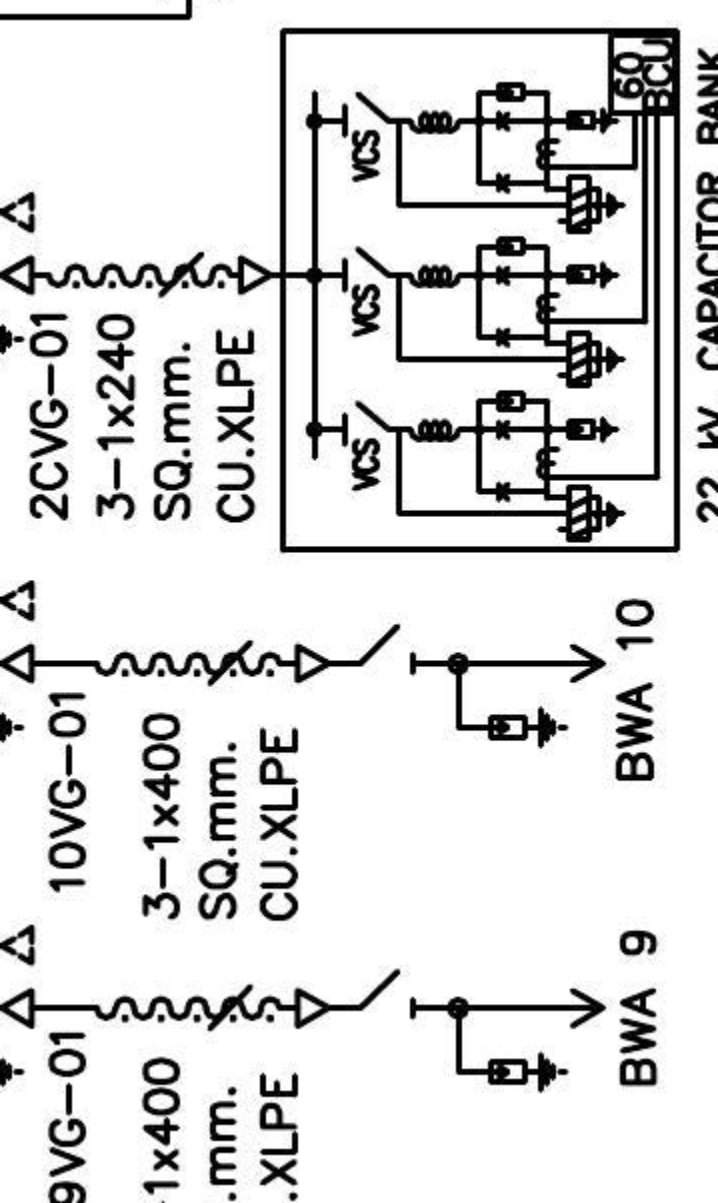 9VG-01
1x400
.mm.
.XLPE
BWA 9
10VG-01
3-1x400
SQ.mm.
CU.XLPE
BWA 10
2CVG-01
3-1x240
SQ.mm.
CU.XLPE
VCS
VCS
VCS
60
BCU
22 kV CAPACITOR BANK